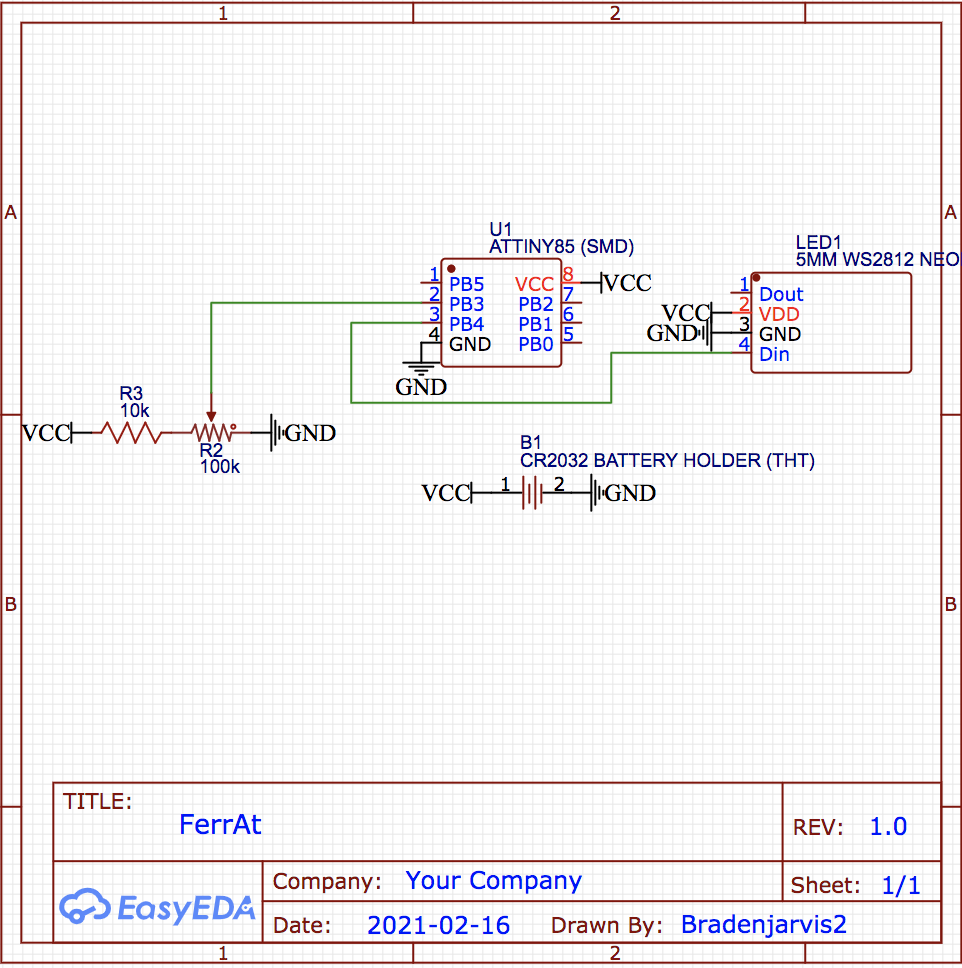 1 2
A A
U1
ATTINY85 (SMD)
1 PB5
2 PB3
3 PB4
4 GND
VCC 8 VCC
PB2 7
PB1 6
PB0 5
GND
LED1
5MM WS2812 NEO
1 Dout
VCC 2 VDD
GND 3 GND
4 Din
R3
10k
VCC GND
R2
100k
B1
CR2032 BATTERY HOLDER (THT)
VCC 1 2 GND
B B
TITLE:
FerrAt
REV: 1.0
EasyEDA
Company: Your Company
Sheet: 1/1
Date: 2021-02-16 Drawn By: Bradenjarvis2
1 2